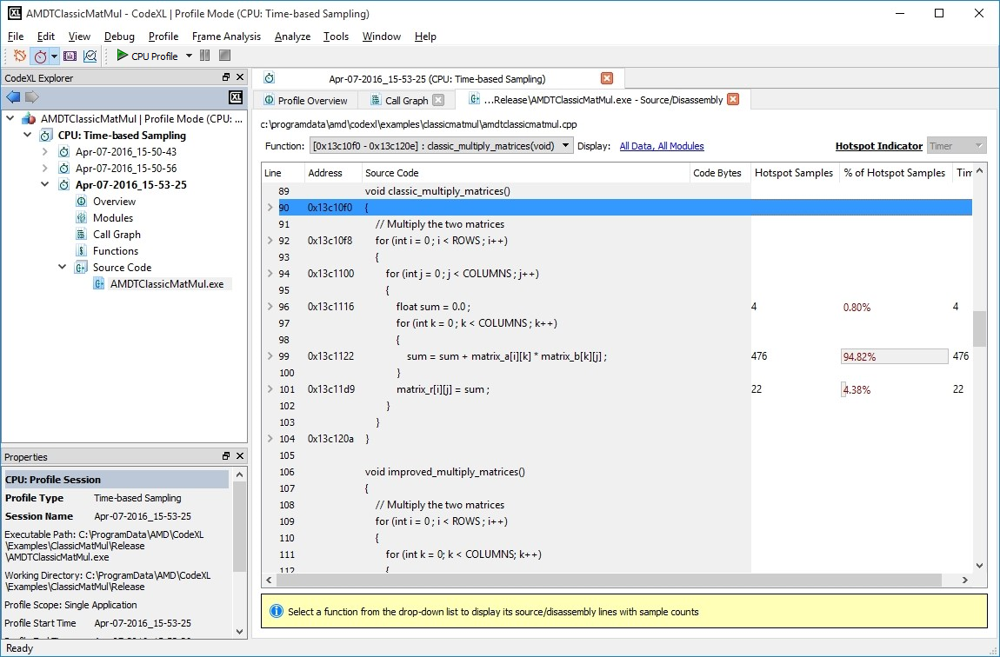 AMDTClassicMatMul - CodeXL | Profile Mode (CPU: Time-based Sampling)
File Edit View Debug Profile Frame Analysis Analyze Tools Window Help
CPU Profile
CodeXL Explorer
AMDTClassicMatMul | Profile Mode (CPU: ...
CPU: Time-based Sampling
Apr-07-2016_15-50-43
Apr-07-2016_15-50-56
Apr-07-2016_15-53-25
Overview
Modules
Call Graph
Functions
Source Code
AMDTClassicMatMul.exe
Properties
CPU: Profile Session
Profile Type Time-based Sampling
Session Name Apr-07-2016_15-53-25
Executable Path: C:\ProgramData\AMD\CodeXL
\Examples\ClassicMatMul\Release
\AMDTClassicMatMul.exe
Working Directory: C:\ProgramData\AMD\CodeXL
\Examples\ClassicMatMul\Release
Profile Scope: Single Application
Profile Start Time Apr-07-2016_15-53-25
Apr-07-2016_15-53-25 (CPU: Time-based Sampling)
Profile Overview Call Graph ...Release\AMDTClassicMatMul.exe - Source/Disassembly
c:\programdata\amd\codexl\examples\classicmatmul\amdtclassicmatmul.cpp
Function: [0x13c10f0 - 0x13c120e] : classic_multiply_matrices(void) Display: All Data, All Modules Hotspot Indicator Timer
Line Address Source Code Code Bytes Hotspot Samples % of Hotspot Samples Tim
89 void classic_multiply_matrices()
90 0x13c10f0 {
91 // Multiply the two matrices
92 0x13c10f8 for (int i = 0 ; i < ROWS ; i++)
93 {
94 0x13c1100 for (int j = 0 ; j < COLUMNS ; j++)
95 {
96 0x13c1116 float sum = 0.0 ; 4 0.80% 4
97 for (int k = 0 ; k < COLUMNS ; k++)
98 {
99 0x13c1122 sum = sum + matrix_a[i][k] * matrix_b[k][j] ; 476 94.82% 476
100 }
101 0x13c11d9 matrix_r[i][j] = sum ; 22 4.38% 22
102 }
103 }
104 0x13c120a }
105
106 void improved_multiply_matrices()
107 {
108 // Multiply the two matrices
109 for (int i = 0 ; i < ROWS ; i++)
110 {
111 for (int k = 0; k < COLUMNS; k++)
112 {
Select a function from the drop-down list to display its source/disassembly lines with sample counts
Ready